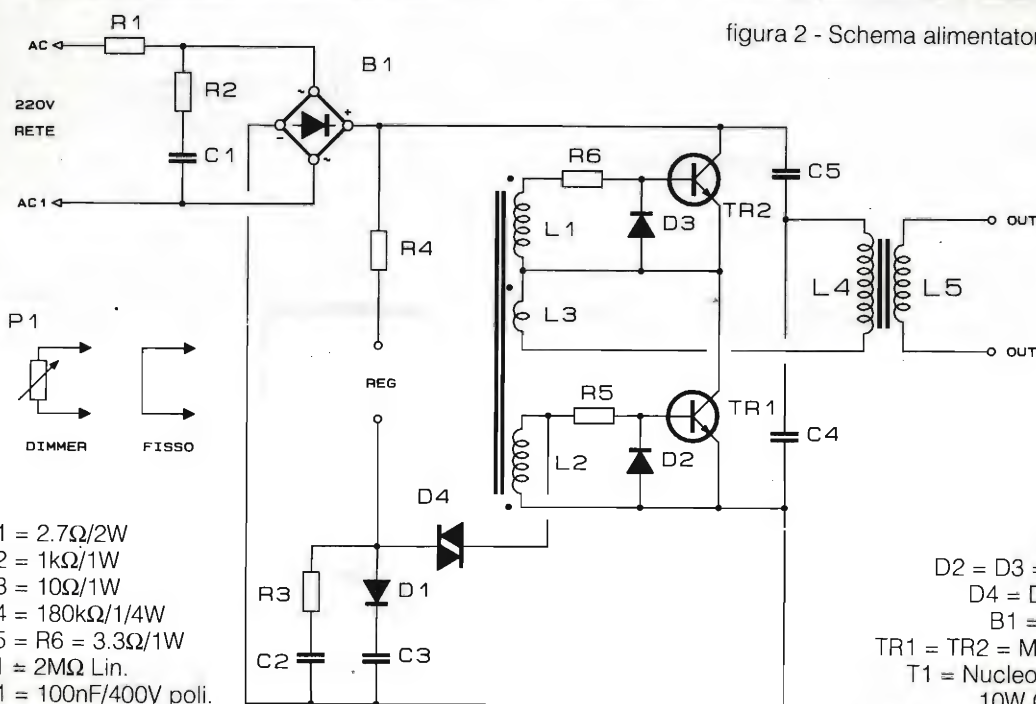 figura 2 - Schema alimentator
R1
AC
B1
R2
220V
RETE
C1
AC1
R6
C5
TR2
L1
D3
OUT
R4
L4
L5
P1
L3
REG
OUT
R5
TR1
DIMMER
FISSO
C4
L2
D2
D4
R3
D1
C2
C3
1 = 2.7Ω/2W
2 = 1kΩ/1W
3 = 10Ω/1W
4 = 180kΩ/1/4W
5 = R6 = 3.3Ω/1W
1 = 2MΩ Lin.
1 = 100nF/400V poli.
D2 = D3 =
D4 = D
B1 =
TR1 = TR2 = M
T1 = Nucleo
10W